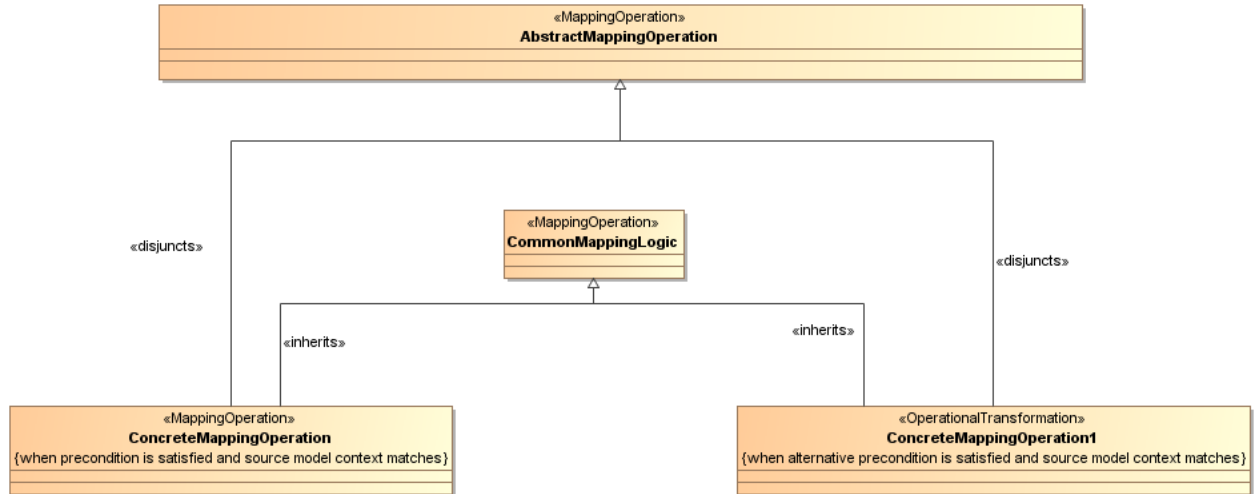 «MappingOperation»
AbstractMappingOperation
«MappingOperation»
CommonMappingLogic
«disjuncts»
«disjuncts»
«inherits»
«inherits»
«MappingOperation»
ConcreteMappingOperation
{when precondition is satisfied and source model context matches}
«OperationalTransformation»
ConcreteMappingOperation1
{when alternative precondition is satisfied and source model context matches}